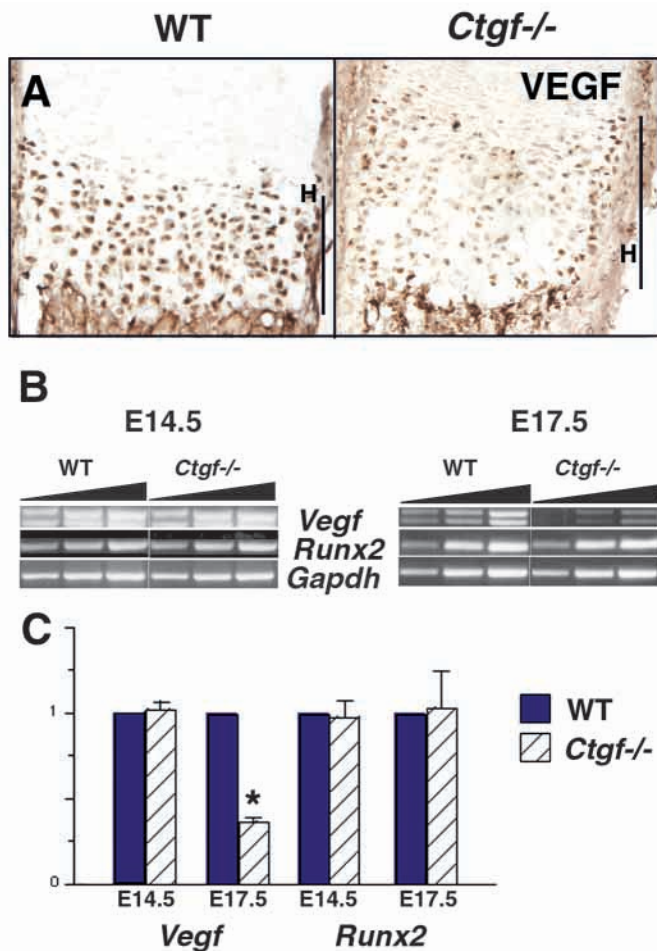 WT Ctgf-/-
A VEGF
H H
B
E14.5 E17.5
WT Ctgf-/- WT Ctgf-/-
Vegf
Runx2
Gapdh
C
1
0
E14.5 E17.5 E14.5 E17.5
Vegf Runx2
*
WT
Ctgf-/-